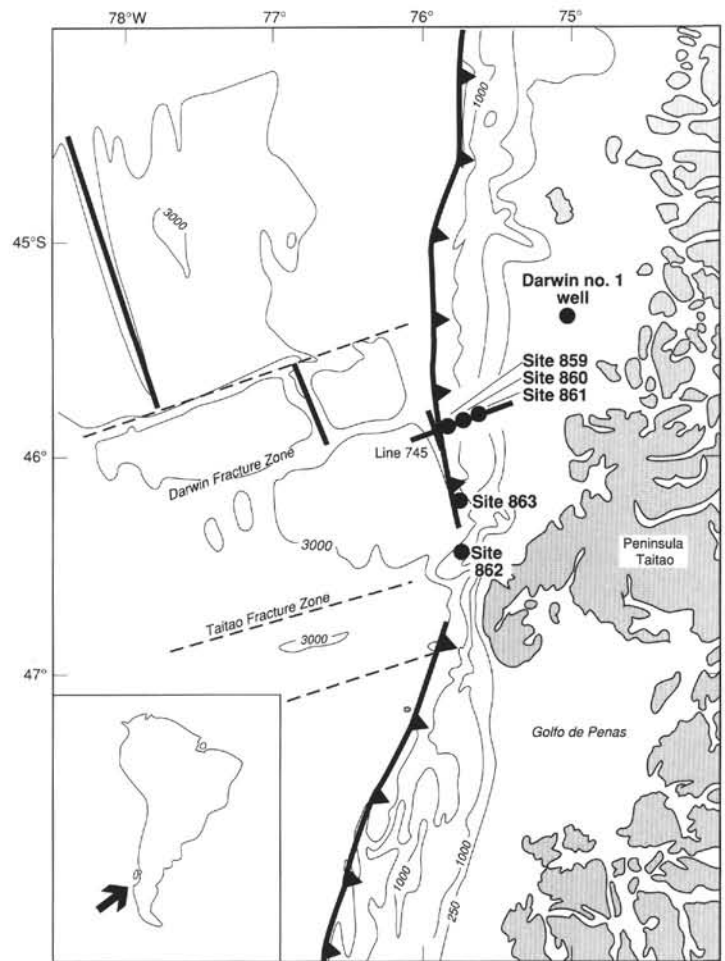 78°W
77°
76°
75°
1000
3000
45°S
Darwin no. 1
well
Site 859
Site 860
Site 861
Line 745
46°
Darwin Fracture Zone
Site 863
3000
Site
862
Peninsula
Taitao
Taitao Fracture Zone
3000
47°
Golfo de Penas
1000
1000
250